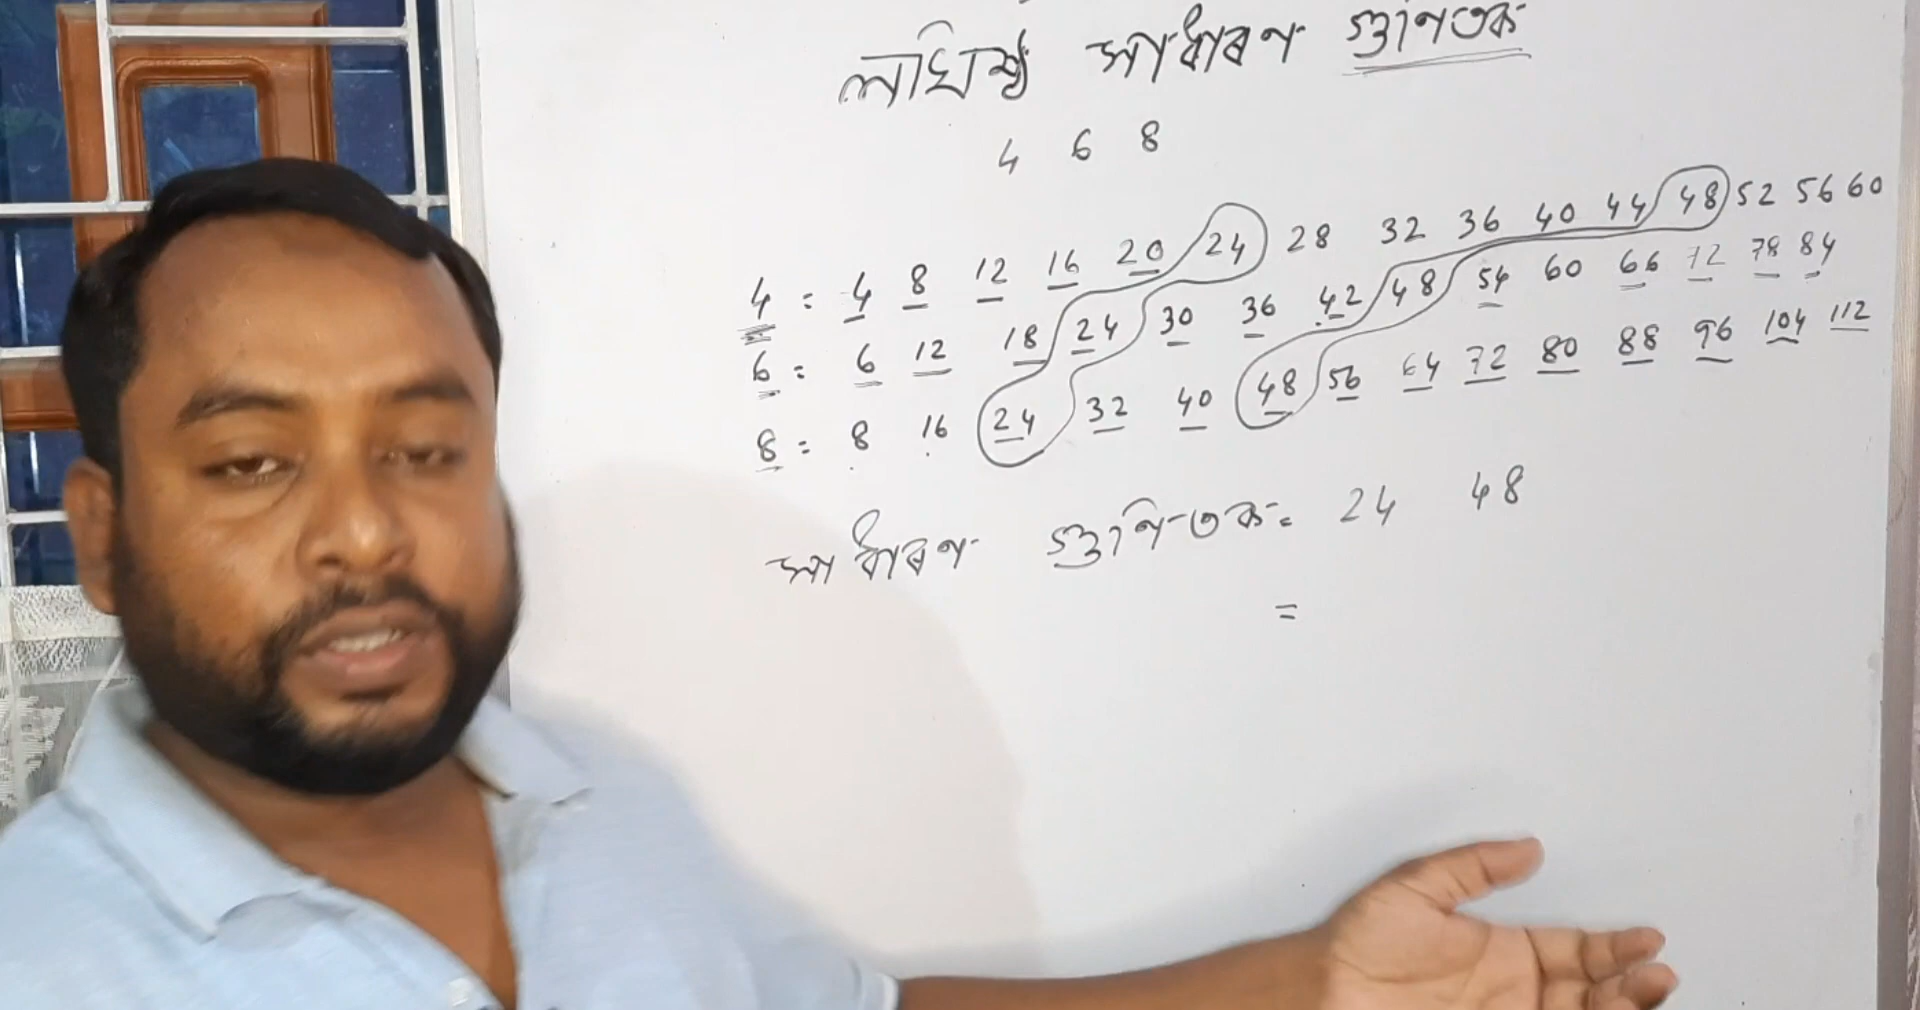 লঘিষ্ঠ সাধাৰণ গুণিতক
4 6 8
4 = 4 8 12 16 20 24 28 32 36 40 44 48 52 56 60
6 = 6 12 18 24 30 36 42 48 54 60 66 72 78 84
8 = 8 16 24 32 40 48 56 64 72 80 88 96 104 112
সাধাৰণ গুণিতক = 24 48
=